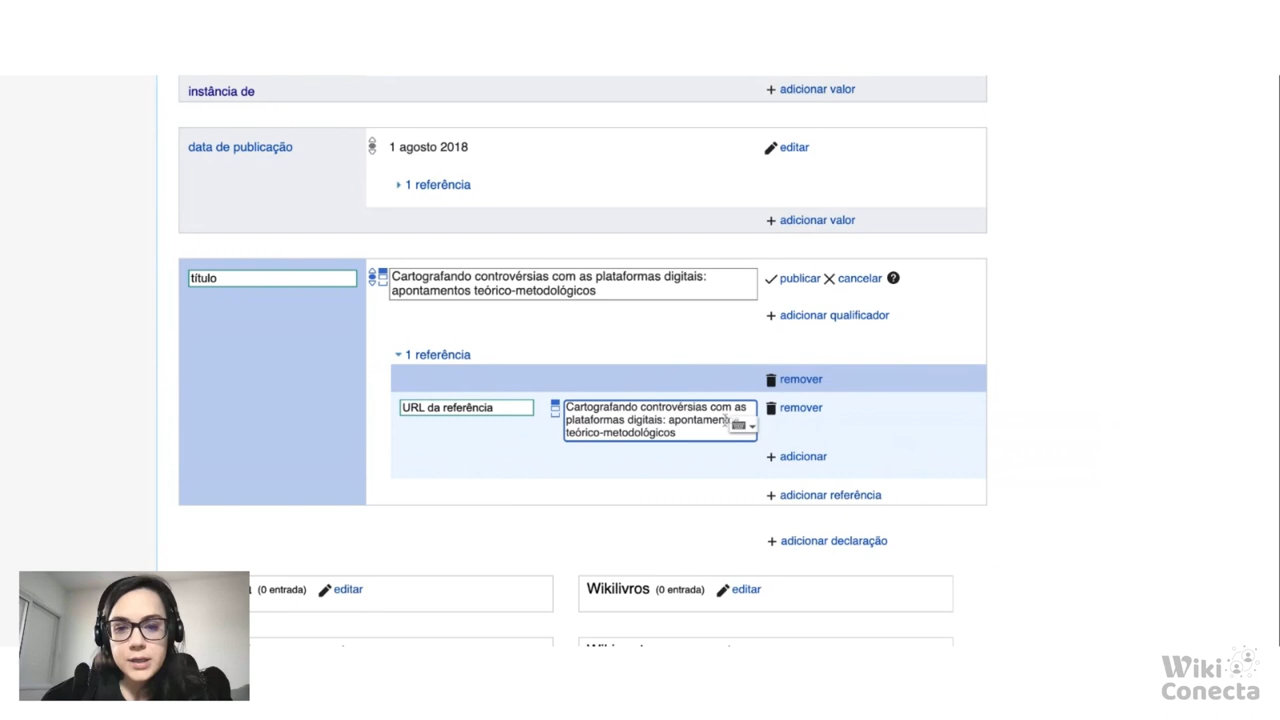 instância de
+ adicionar valor
data de publicação
1 agosto 2018
editar
1 referência
+ adicionar valor
título
Cartografando controvérsias com as plataformas digitais:
apontamentos teórico-metodológicos
publicar cancelar ?
+ adicionar qualificador
1 referência
remover
URL da referência
Cartografando controvérsias com as
plataformas digitais:
teórico-metodológicos
remover
+ adicionar
+ adicionar referência
+ adicionar declaração
(0 entrada) editar
Wikilivros (0 entrada) editar
Wiki
Conecta